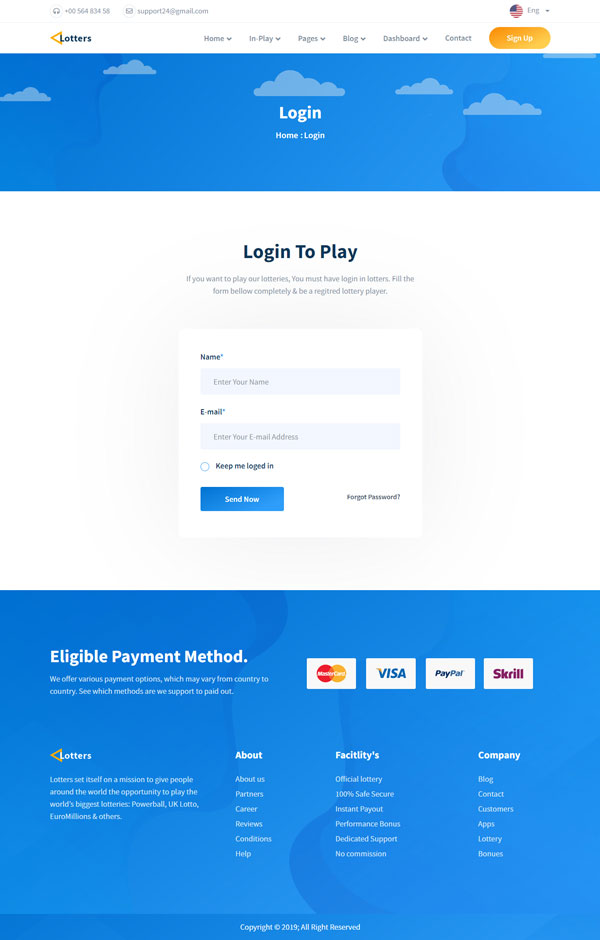 +00 564 834 58 support24@gmail.com Eng
Lotters Home In-Play Pages Blog Dashboard Contact Sign Up
Login
Home : Login
Login To Play
If you want to play our lotteries, You must have login in lotters. Fill the
form bellow completely & be a regitred lottery player.
Name*
Enter Your Name
E-mail*
Enter Your E-mail Address
Keep me loged in
Send Now Forgot Password?
Eligible Payment Method.
We offer various payment options, which may vary from country to
country. See which methods are we support to paid out.
MasterCard VISA PayPal Skrill
Lotters
Lotters set itself on a mission to give people
around the world the opportunity to play the
world's biggest lotteries: Powerball, UK Lotto,
EuroMillions & others.
About
About us
Partners
Career
Reviews
Conditions
Help
Facitlity's
Official lottery
100% Safe Secure
Instant Payout
Performance Bonus
Dedicated Support
No commission
Company
Blog
Contact
Customers
Apps
Lottery
Bonues
Copyright © 2019; All Right Reserved